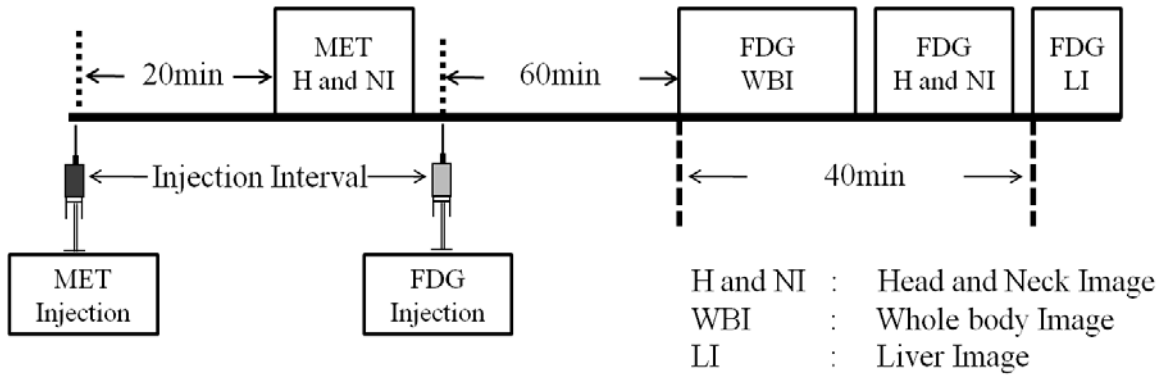 MET
H and NI
FDG
WBI
FDG
H and NI
FDG
LI
20min
60min
Injection Interval
40min
MET
Injection
FDG
Injection
H and NI : Head and Neck Image
WBI : Whole body Image
LI : Liver Image